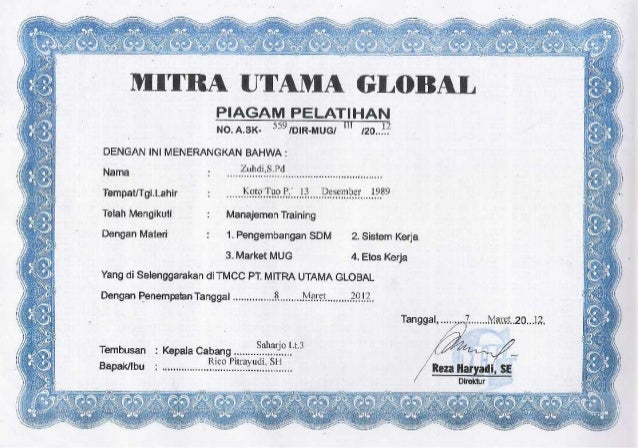 MITRA UTAMA GLOBAL
PIAGAM PELATIHAN
NO. A.SK- 559 /DIR-MUG/ III /20..12
DENGAN INI MENERANGKAN BAHWA :
Nama : Zubdi,S.Pd
Tempat/Tgl.Lahir : Koto Tuo P, 13 Desember 1989
Telah Mengikuti : Manajemen Training
Dengan Materi : 1. Pengembangan SDM 2. Sistem Kerja
3. Market MUG 4. Etos Kerja
Yang di Selenggarakan di TMCC PT. MITRA UTAMA GLOBAL
Dengan Penempatan Tanggal 8 Maret 2012
Tanggal, 7 Maret 20 12
Tembusan : Kepala Cabang Saharjo Lt.3
Bapak/Ibu : Rico Pitrayudi, SH
Reza Haryadi, SE
Direktur